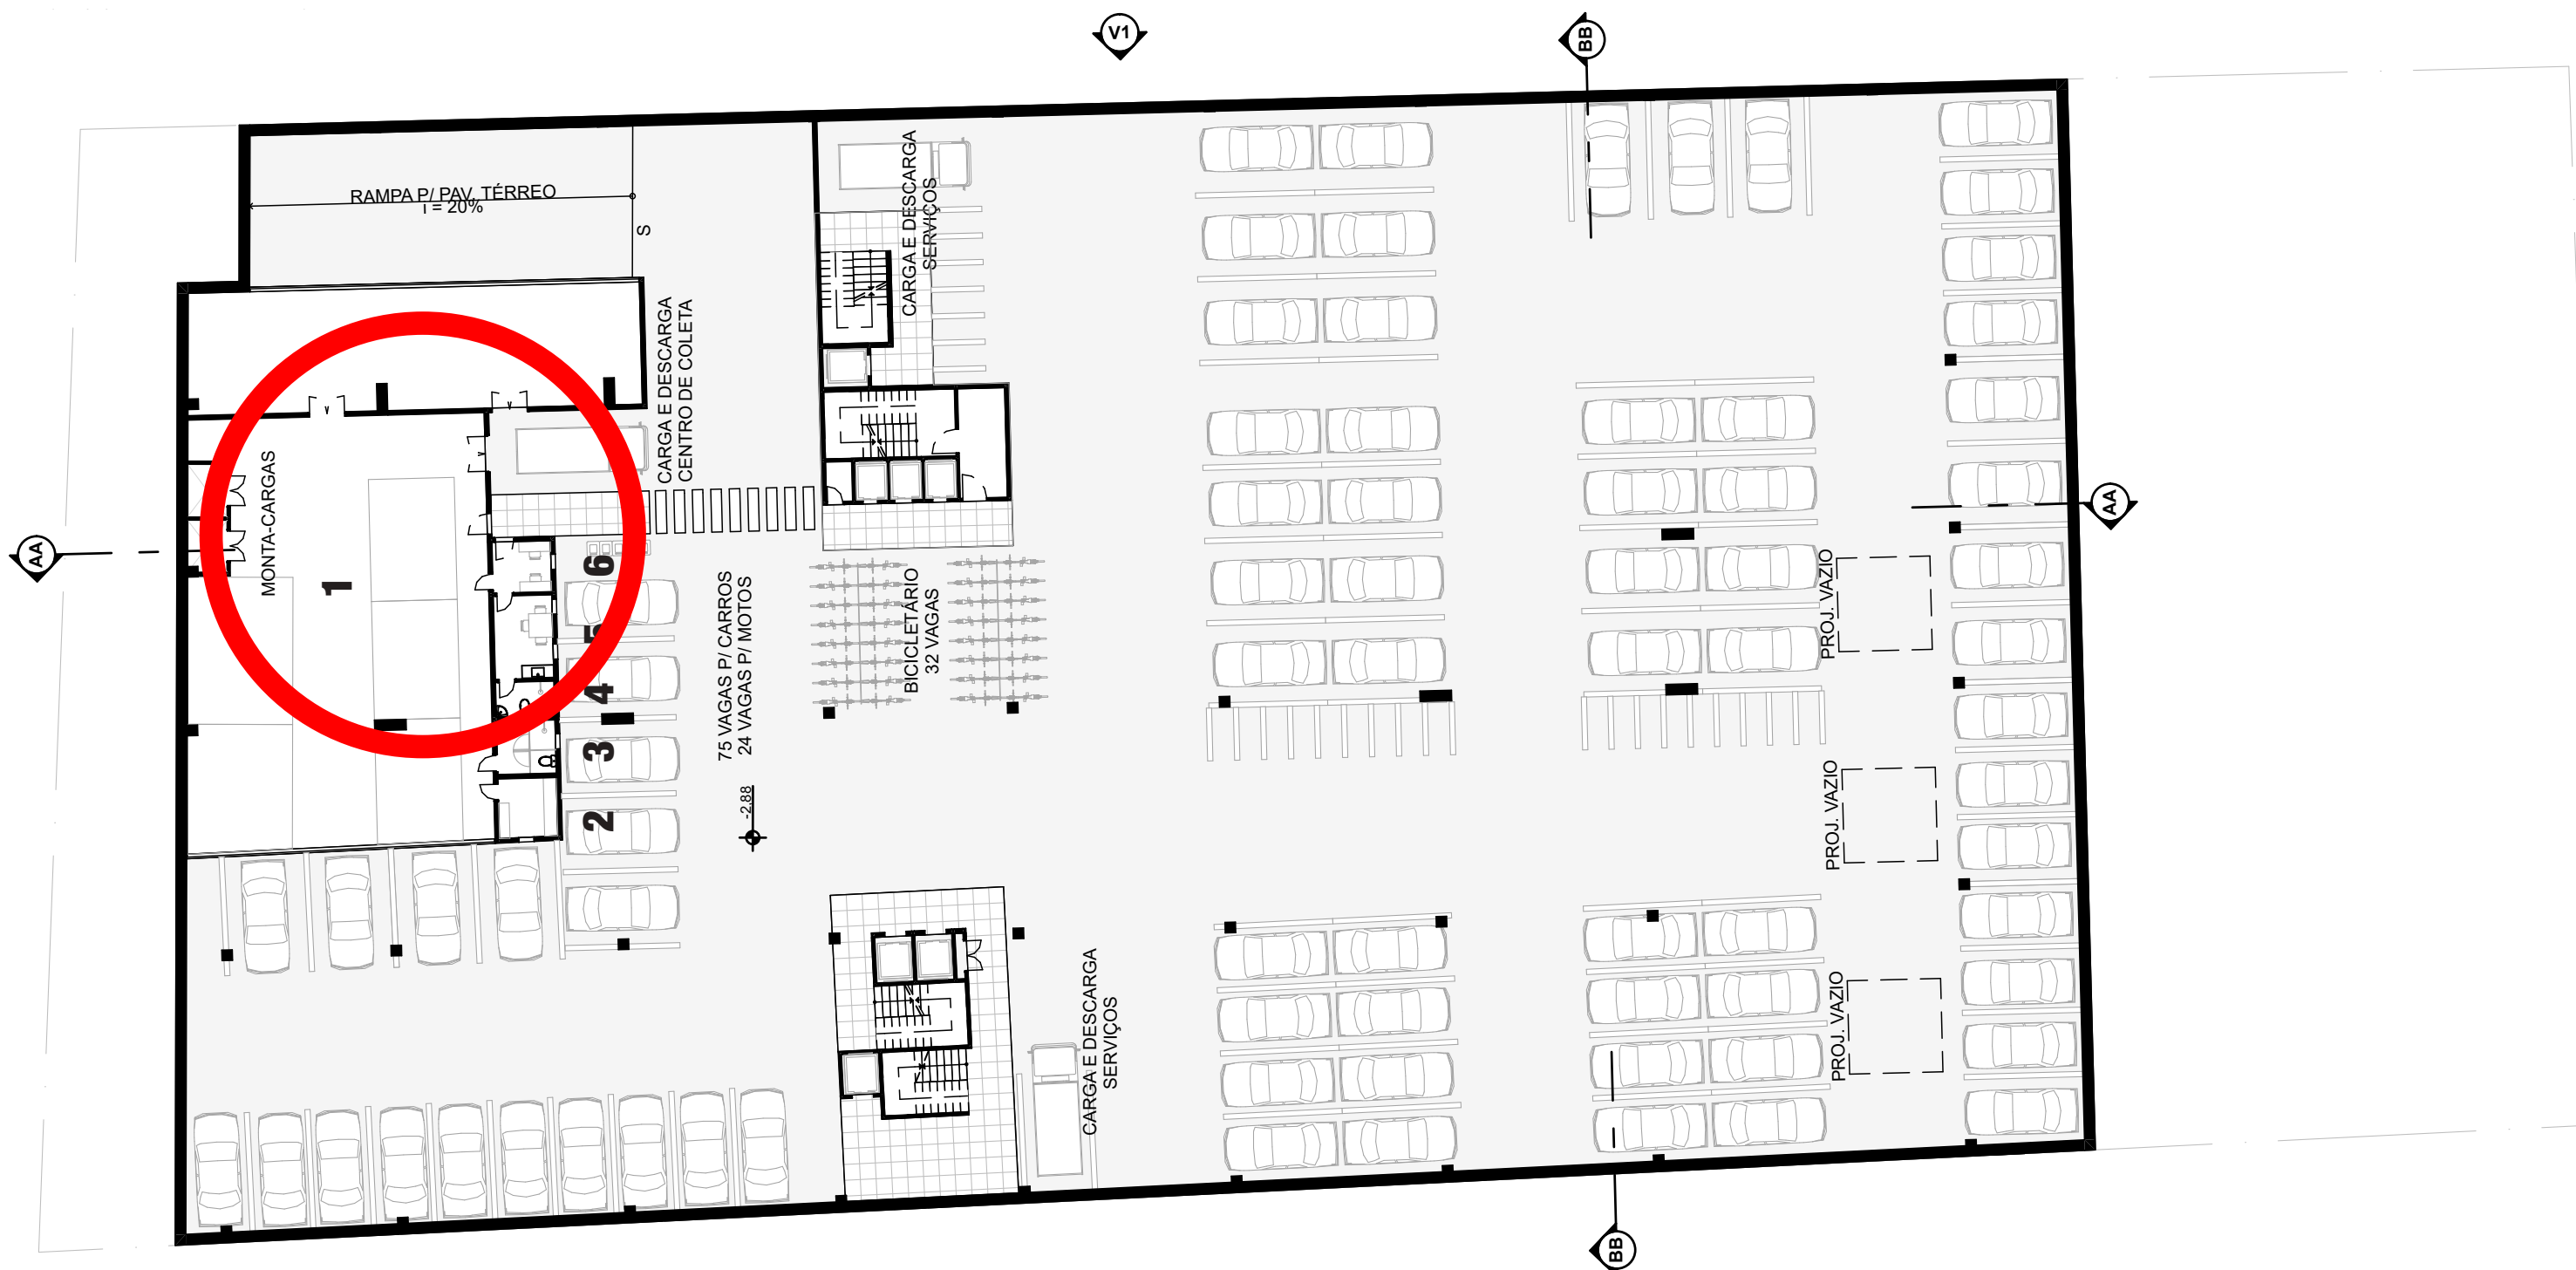 V1
BB
RAMPA P/ PAV. TÉRREO
i = 20%
S
CARGA E DESCARGA
SERVIÇOS
CARGA E DESCARGA
CENTRO DE COLETA
MONTA-CARGAS
AA
AA
1
6
5
4
3
2
75 VAGAS P/ CARROS
24 VAGAS P/ MOTOS
-2.88
BICICLETÁRIO
32 VAGAS
PROJ. VAZIO
PROJ. VAZIO
PROJ. VAZIO
CARGA E DESCARGA
SERVIÇOS
BB